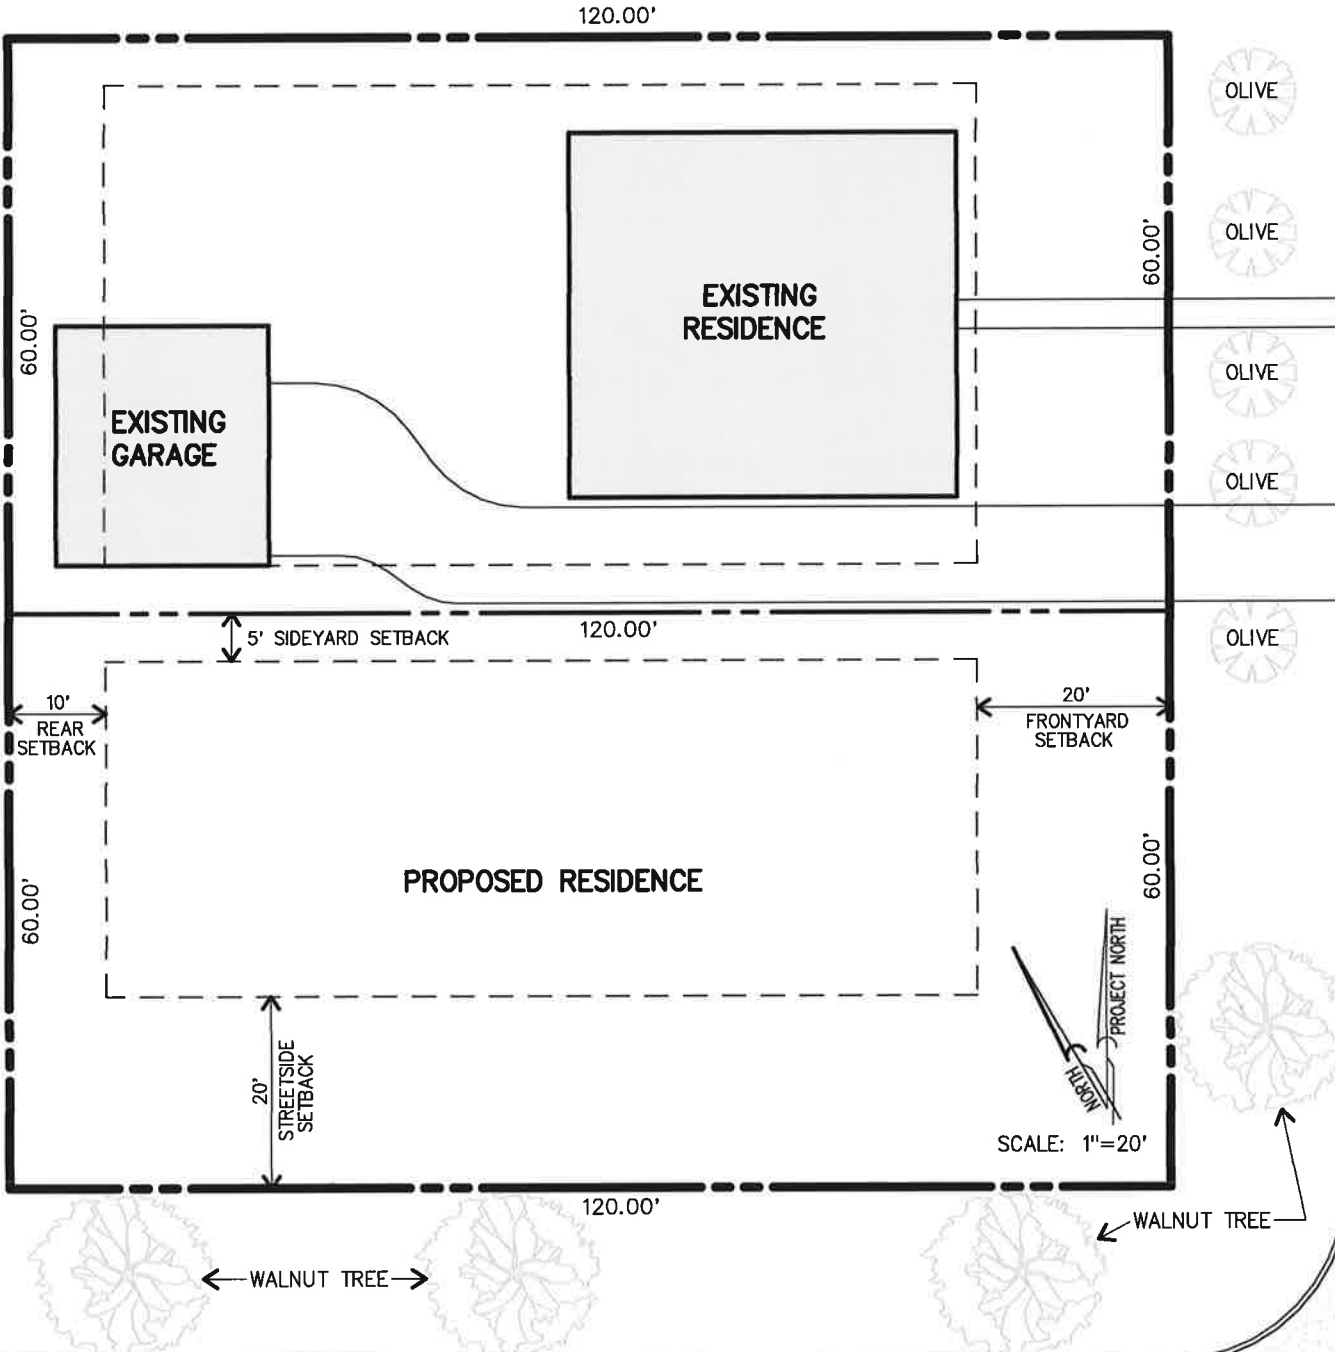 120.00'
OLIVE
OLIVE
60.00'
EXISTING
RESIDENCE
60.00'
OLIVE
EXISTING
GARAGE
OLIVE
120.00'
5' SIDEYARD SETBACK
OLIVE
10'
REAR
SETBACK
20'
FRONTYARD
SETBACK
60.00'
PROPOSED RESIDENCE
60.00'
PROJECT NORTH
NORTH
20'
STREETSIDE
SETBACK
SCALE: 1"=20'
120.00'
WALNUT TREE
WALNUT TREE